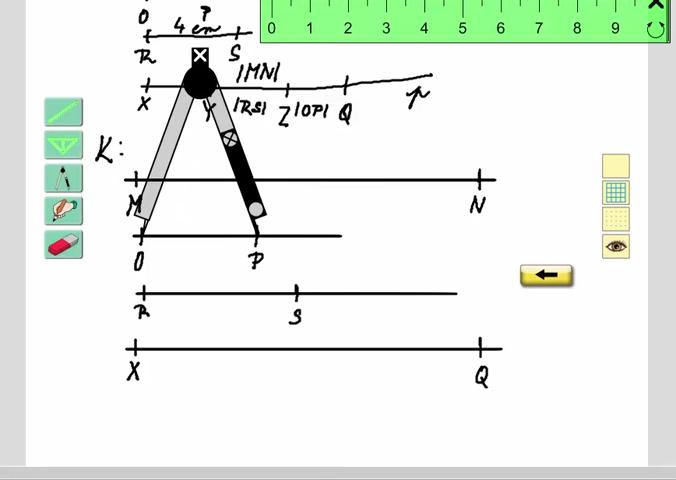 O P
4 cm
R S
0 1 2 3 4 5 6 7 8 9
|MN|
X Y |RS| Z |OP| Q p
K:
M N
O P
R S
X Q